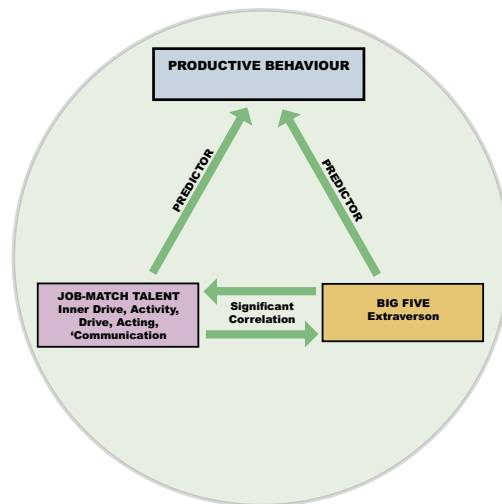 PRODUCTIVE BEHAVIOUR
PREDICTOR
PREDICTOR
JOB-MATCH TALENT
Inner Drive, Activity,
Drive, Acting,
‘Communication
Significant
Correlation
BIG FIVE
Extraverson